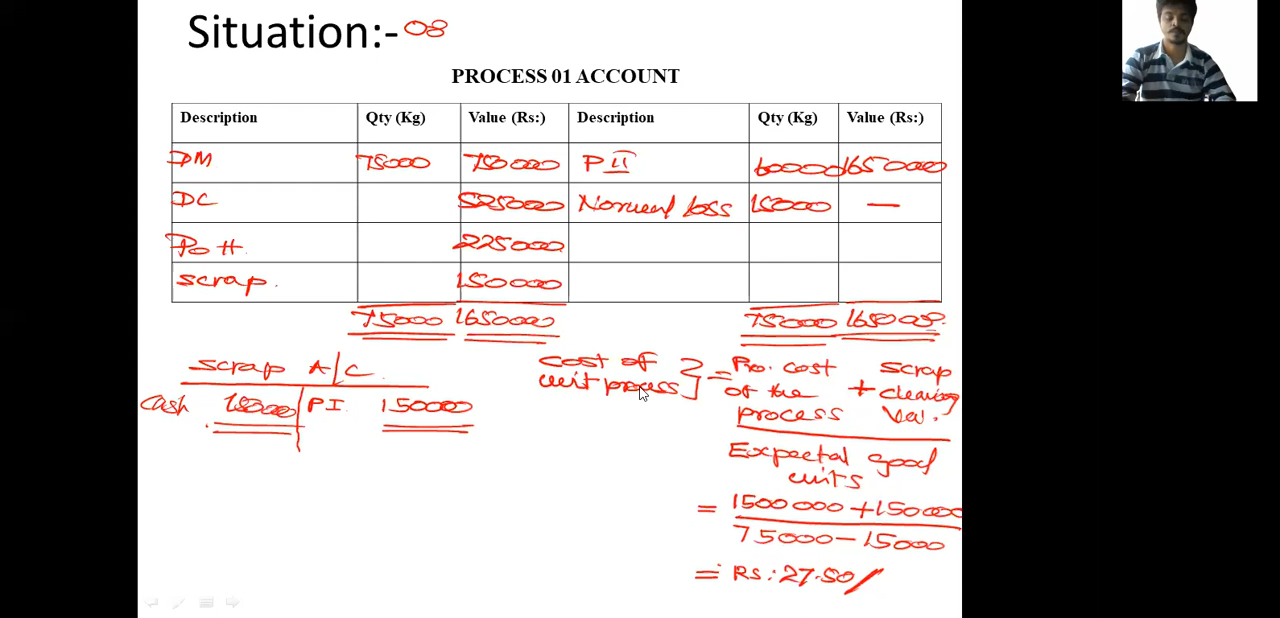 Situation:- 08
PROCESS 01 ACCOUNT
Description Qty (Kg) Value (Rs:) Description Qty (Kg) Value (Rs:)
DM 75000 750000 P II 60000 1650000
DC 525000 Normal loss 15000 —
PoH. 225000
scrap. 150000
75000 1650000 75000 1650000.
scrap A/C
cash 150000 P I 150000
cost of unit process } = Pro. cost of the process + scrap cleaning val.
Expectal good units
= 1500000 + 150000
75000 - 15000
= Rs: 27.50/